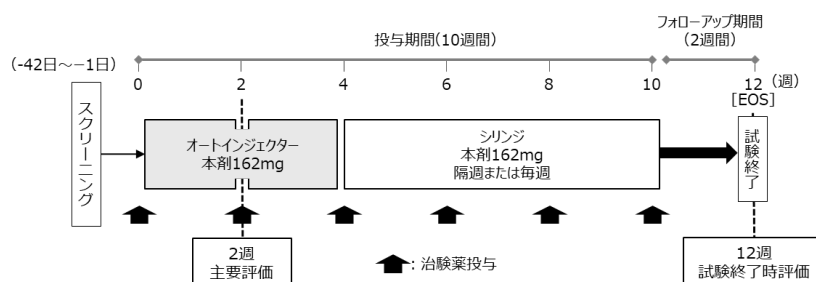 フォローアップ期間
投与期間(10週間)
(2週間)
(-42日~−1日)
0
2
4
6
8
10
12
(週)
[EOS]
スクリーニング
オートインジェクター
本剤162mg
シリンジ
本剤162mg
隔週または毎週
試験終了
2週
主要評価
:治験薬投与
12週
試験終了時評価